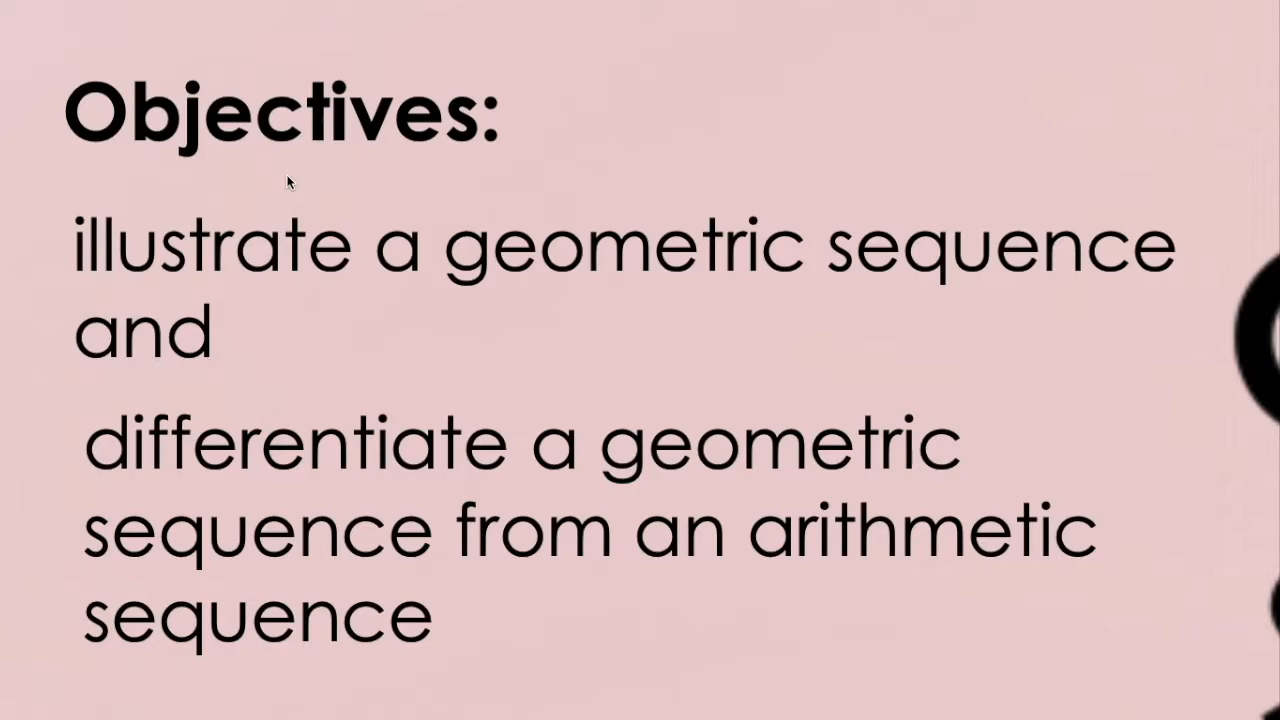 Objectives:
illustrate a geometric sequence
and
differentiate a geometric
sequence from an arithmetic
sequence